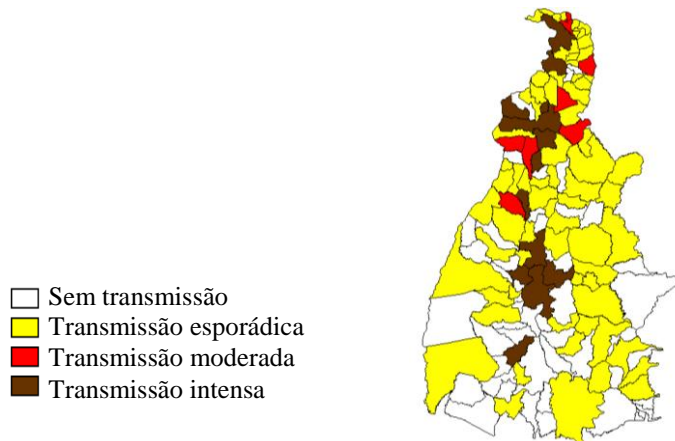 Sem transmissão
Transmissão esporádica
Transmissão moderada
Transmissão intensa